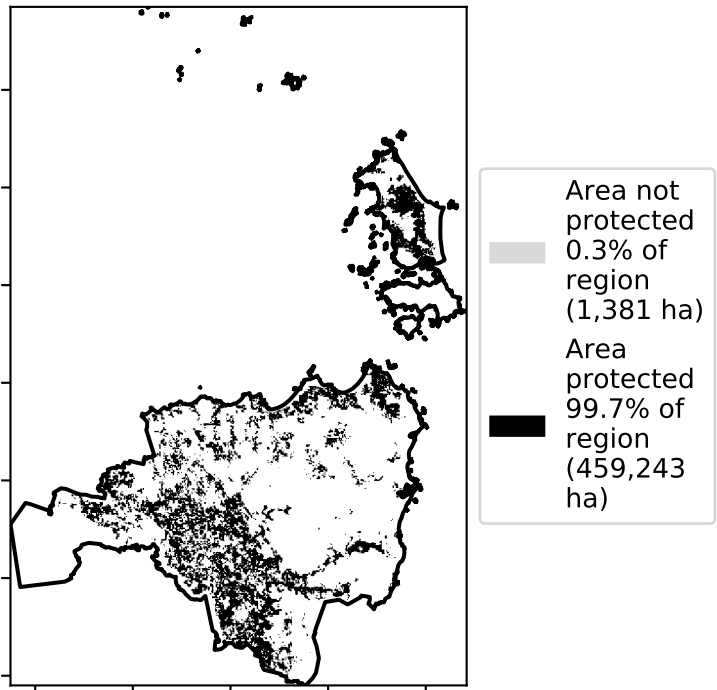 Area not
protected
0.3% of
region
(1,381 ha)
Area
protected
99.7% of
region
(459,243
ha)